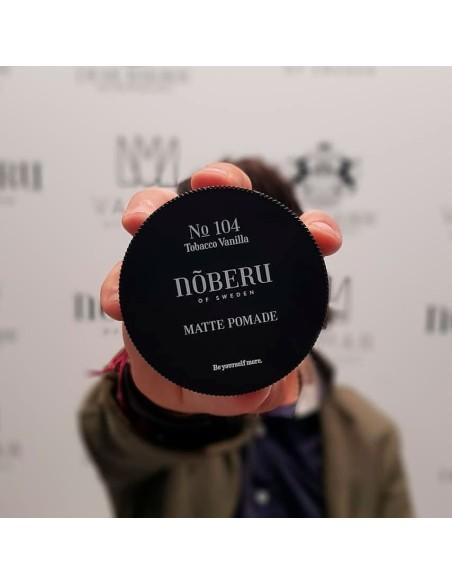 No 104
Tobacco Vanilla
NÕBERU
OF SWEDEN
MATTE POMADE
Be yourself more.